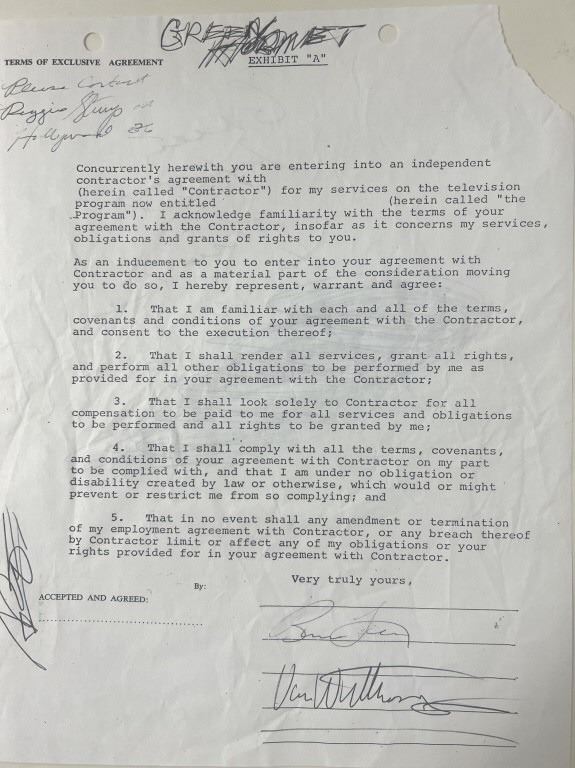 GREEN HORNET
TERMS OF EXCLUSIVE AGREEMENT
EXHIBIT "A"
Please Contact
Hollywood
Concurrently herewith you are entering into an independent
contractor's agreement with
(herein called "Contractor") for my services on the television
program now entitled (herein called "the
Program"). I acknowledge familiarity with the terms of your
agreement with the Contractor, insofar as it concerns my services,
obligations and grants of rights to you.
As an inducement to you to enter into your agreement with
Contractor and as a material part of the consideration moving
you to do so, I hereby represent, warrant and agree:
1. That I am familiar with each and all of the terms,
covenants and conditions of your agreement with the Contractor,
and consent to the execution thereof;
2. That I shall render all services, grant all rights,
and perform all other obligations to be performed by me as
provided for in your agreement with the Contractor;
3. That I shall look solely to Contractor for all
compensation to be paid to me for all services and obligations
to be performed and all rights to be granted by me;
4. That I shall comply with all the terms, covenants,
and conditions of your agreement with Contractor on my part
to be complied with, and that I am under no obligation or
disability created by law or otherwise, which would or might
prevent or restrict me from so complying; and
5. That in no event shall any amendment or termination
of my employment agreement with Contractor, or any breach thereof
by Contractor limit or affect any of my obligations or your
rights provided for in your agreement with Contractor.
Very truly yours,
By:
ACCEPTED AND AGREED:
Bruce Lee
Van Williams